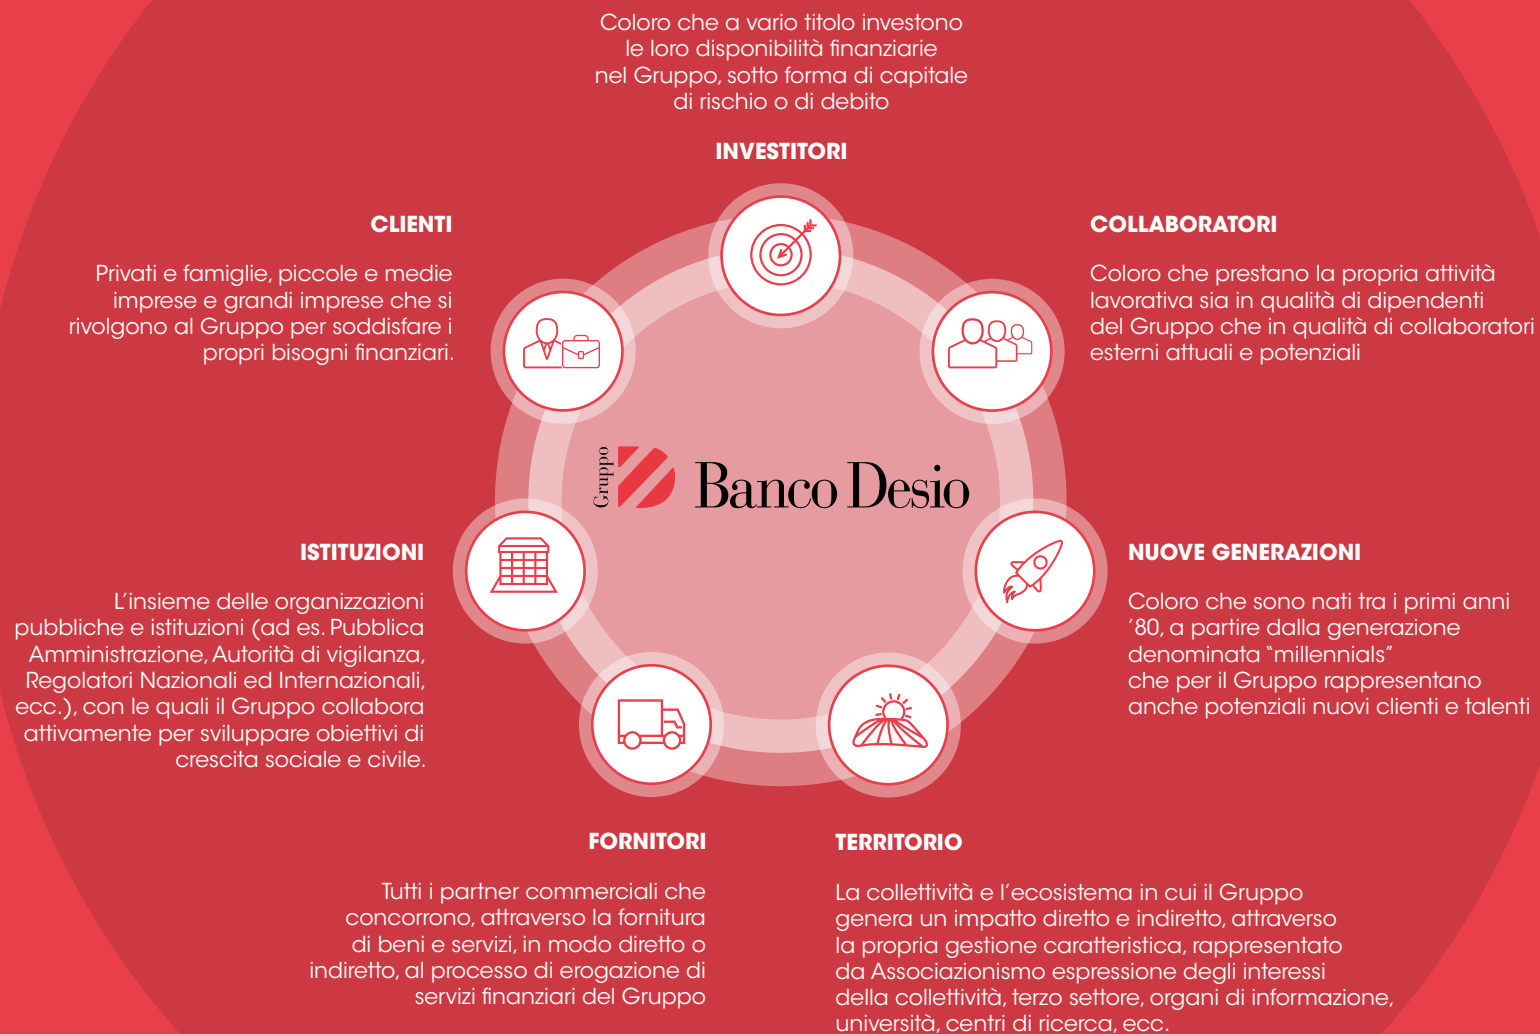 Coloro che a vario titolo investono
le loro disponibilità finanziarie
nel Gruppo, sotto forma di capitale
di rischio o di debito
INVESTITORI
CLIENTI
Privati e famiglie, piccole e medie
imprese e grandi imprese che si
rivolgono al Gruppo per soddisfare i
propri bisogni finanziari.
COLLABORATORI
Coloro che prestano la propria attività
lavorativa sia in qualità di dipendenti
del Gruppo che in qualità di collaboratori
esterni attuali e potenziali
Gruppo
Banco Desio
ISTITUZIONI
L'insieme delle organizzazioni
pubbliche e istituzioni (ad es. Pubblica
Amministrazione, Autorità di vigilanza,
Regolatori Nazionali ed Internazionali,
ecc.), con le quali il Gruppo collabora
attivamente per sviluppare obiettivi di
crescita sociale e civile.
NUOVE GENERAZIONI
Coloro che sono nati tra i primi anni
'80, a partire dalla generazione
denominata "millennials"
che per il Gruppo rappresentano
anche potenziali nuovi clienti e talenti
FORNITORI
Tutti i partner commerciali che
concorrono, attraverso la fornitura
di beni e servizi, in modo diretto o
indiretto, al processo di erogazione di
servizi finanziari del Gruppo
TERRITORIO
La collettività e l'ecosistema in cui il Gruppo
genera un impatto diretto e indiretto, attraverso
la propria gestione caratteristica, rappresentato
da Associazionismo espressione degli interessi
della collettività, terzo settore, organi di informazione,
università, centri di ricerca, ecc.